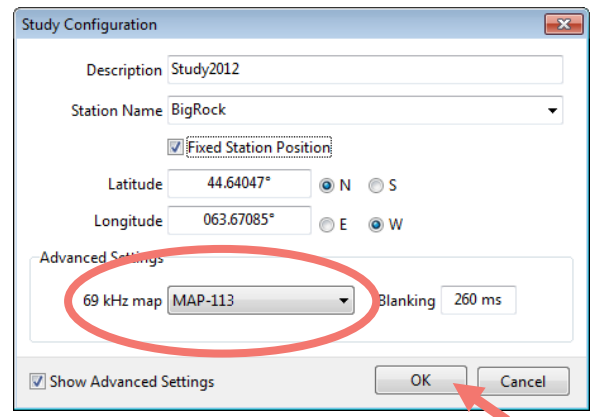 Study Configuration
Description Study2012
Station Name BigRock
Fixed Station Position
Latitude 44.64047° N S
Longitude 063.67085° E W
Advanced Settings
69 kHz map MAP-113 Blanking 260 ms
Show Advanced Settings OK Cancel